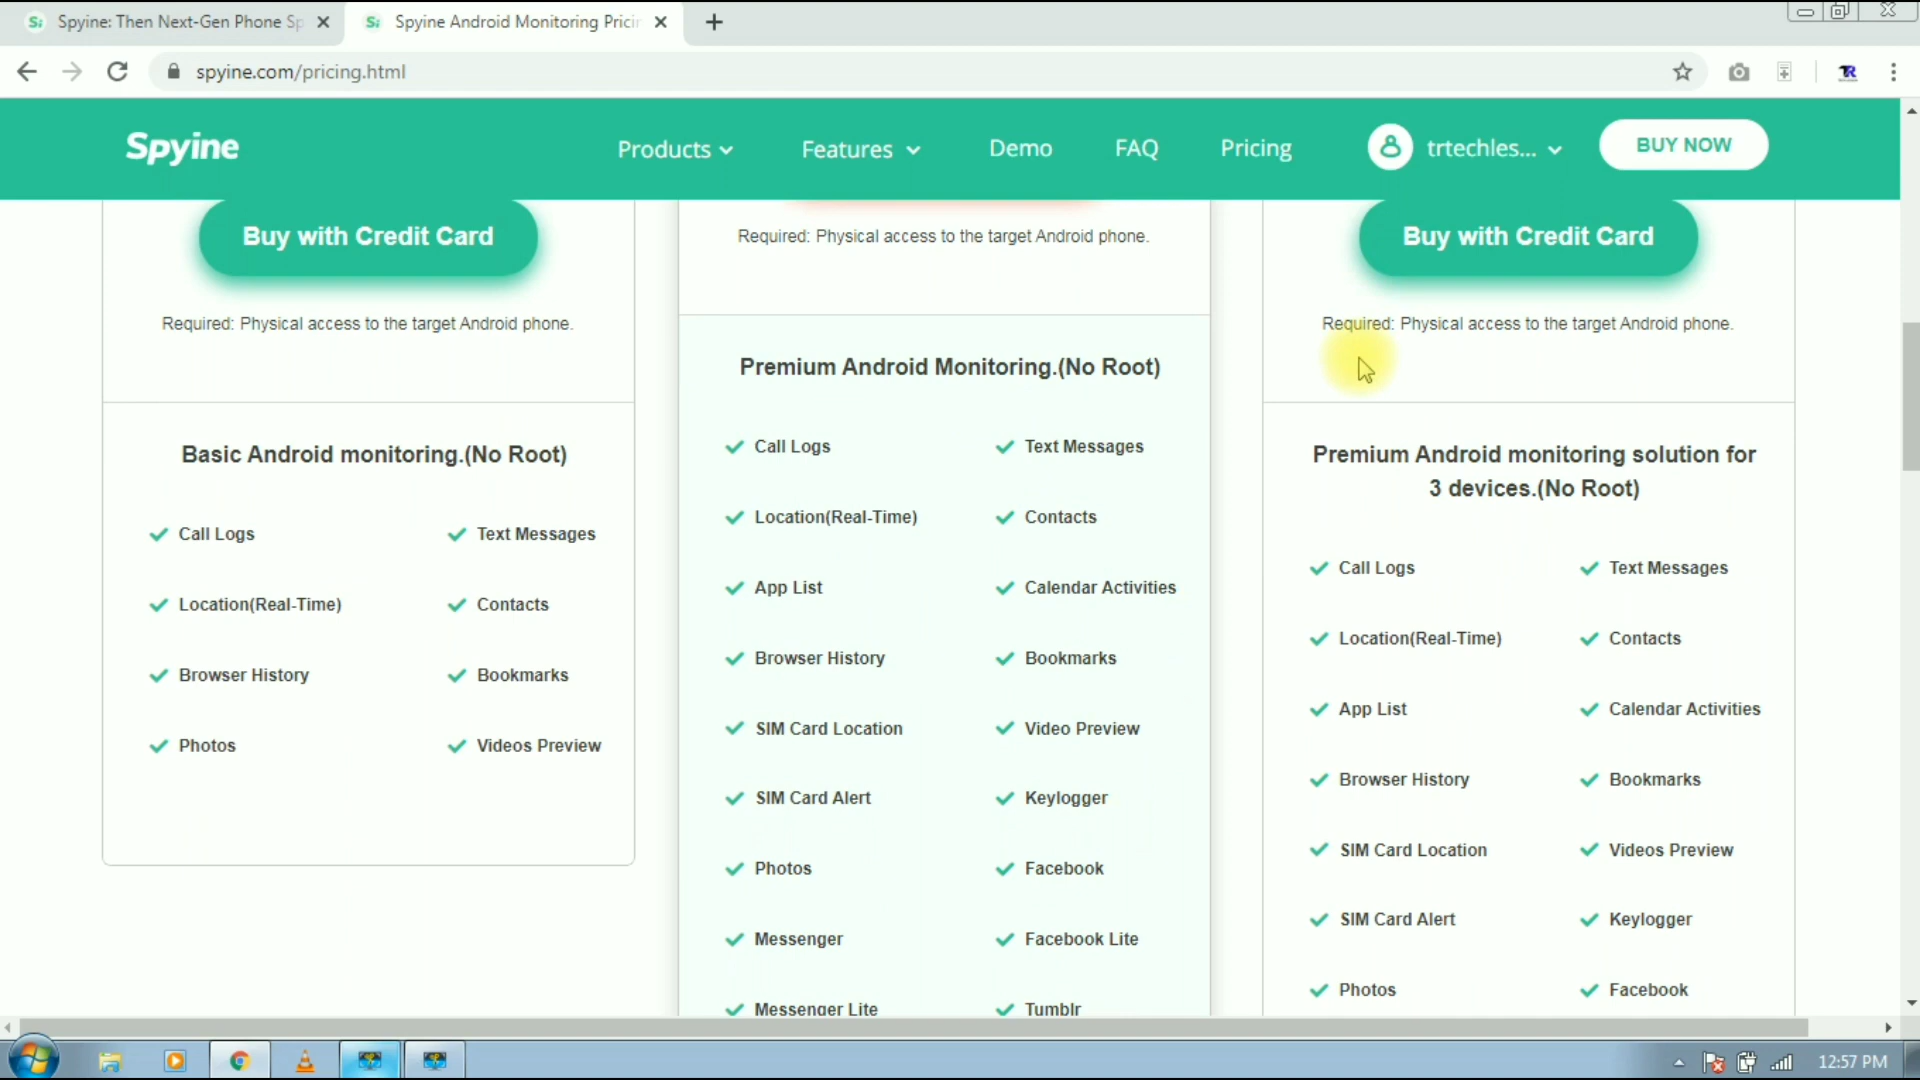 Spyine: Then Next-Gen Phone Sp
Spyine Android Monitoring Pricin
spyine.com/pricing.html
Spyine
Products
Features
Demo
FAQ
Pricing
trtechles...
BUY NOW
Buy with Credit Card
Required: Physical access to the target Android phone.
Basic Android monitoring.(No Root)
Call Logs
Text Messages
Location(Real-Time)
Contacts
Browser History
Bookmarks
Photos
Videos Preview
Required: Physical access to the target Android phone.
Premium Android Monitoring.(No Root)
Call Logs
Text Messages
Location(Real-Time)
Contacts
App List
Calendar Activities
Browser History
Bookmarks
SIM Card Location
Video Preview
SIM Card Alert
Keylogger
Photos
Facebook
Messenger
Facebook Lite
Messenger Lite
Tumblr
Buy with Credit Card
Required: Physical access to the target Android phone.
Premium Android monitoring solution for
3 devices.(No Root)
Call Logs
Text Messages
Location(Real-Time)
Contacts
App List
Calendar Activities
Browser History
Bookmarks
SIM Card Location
Videos Preview
SIM Card Alert
Keylogger
Photos
Facebook
12:57 PM